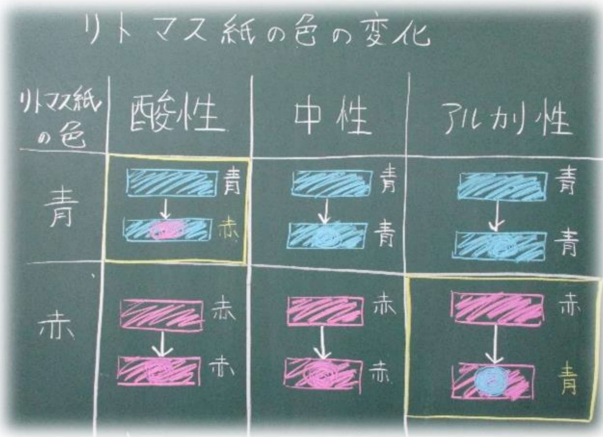 リトマス紙の色の変化
リトマス紙の色 酸性 中性 アルカリ性
青 青 青 青
赤 青 青
赤 赤 赤 赤
赤 赤 青